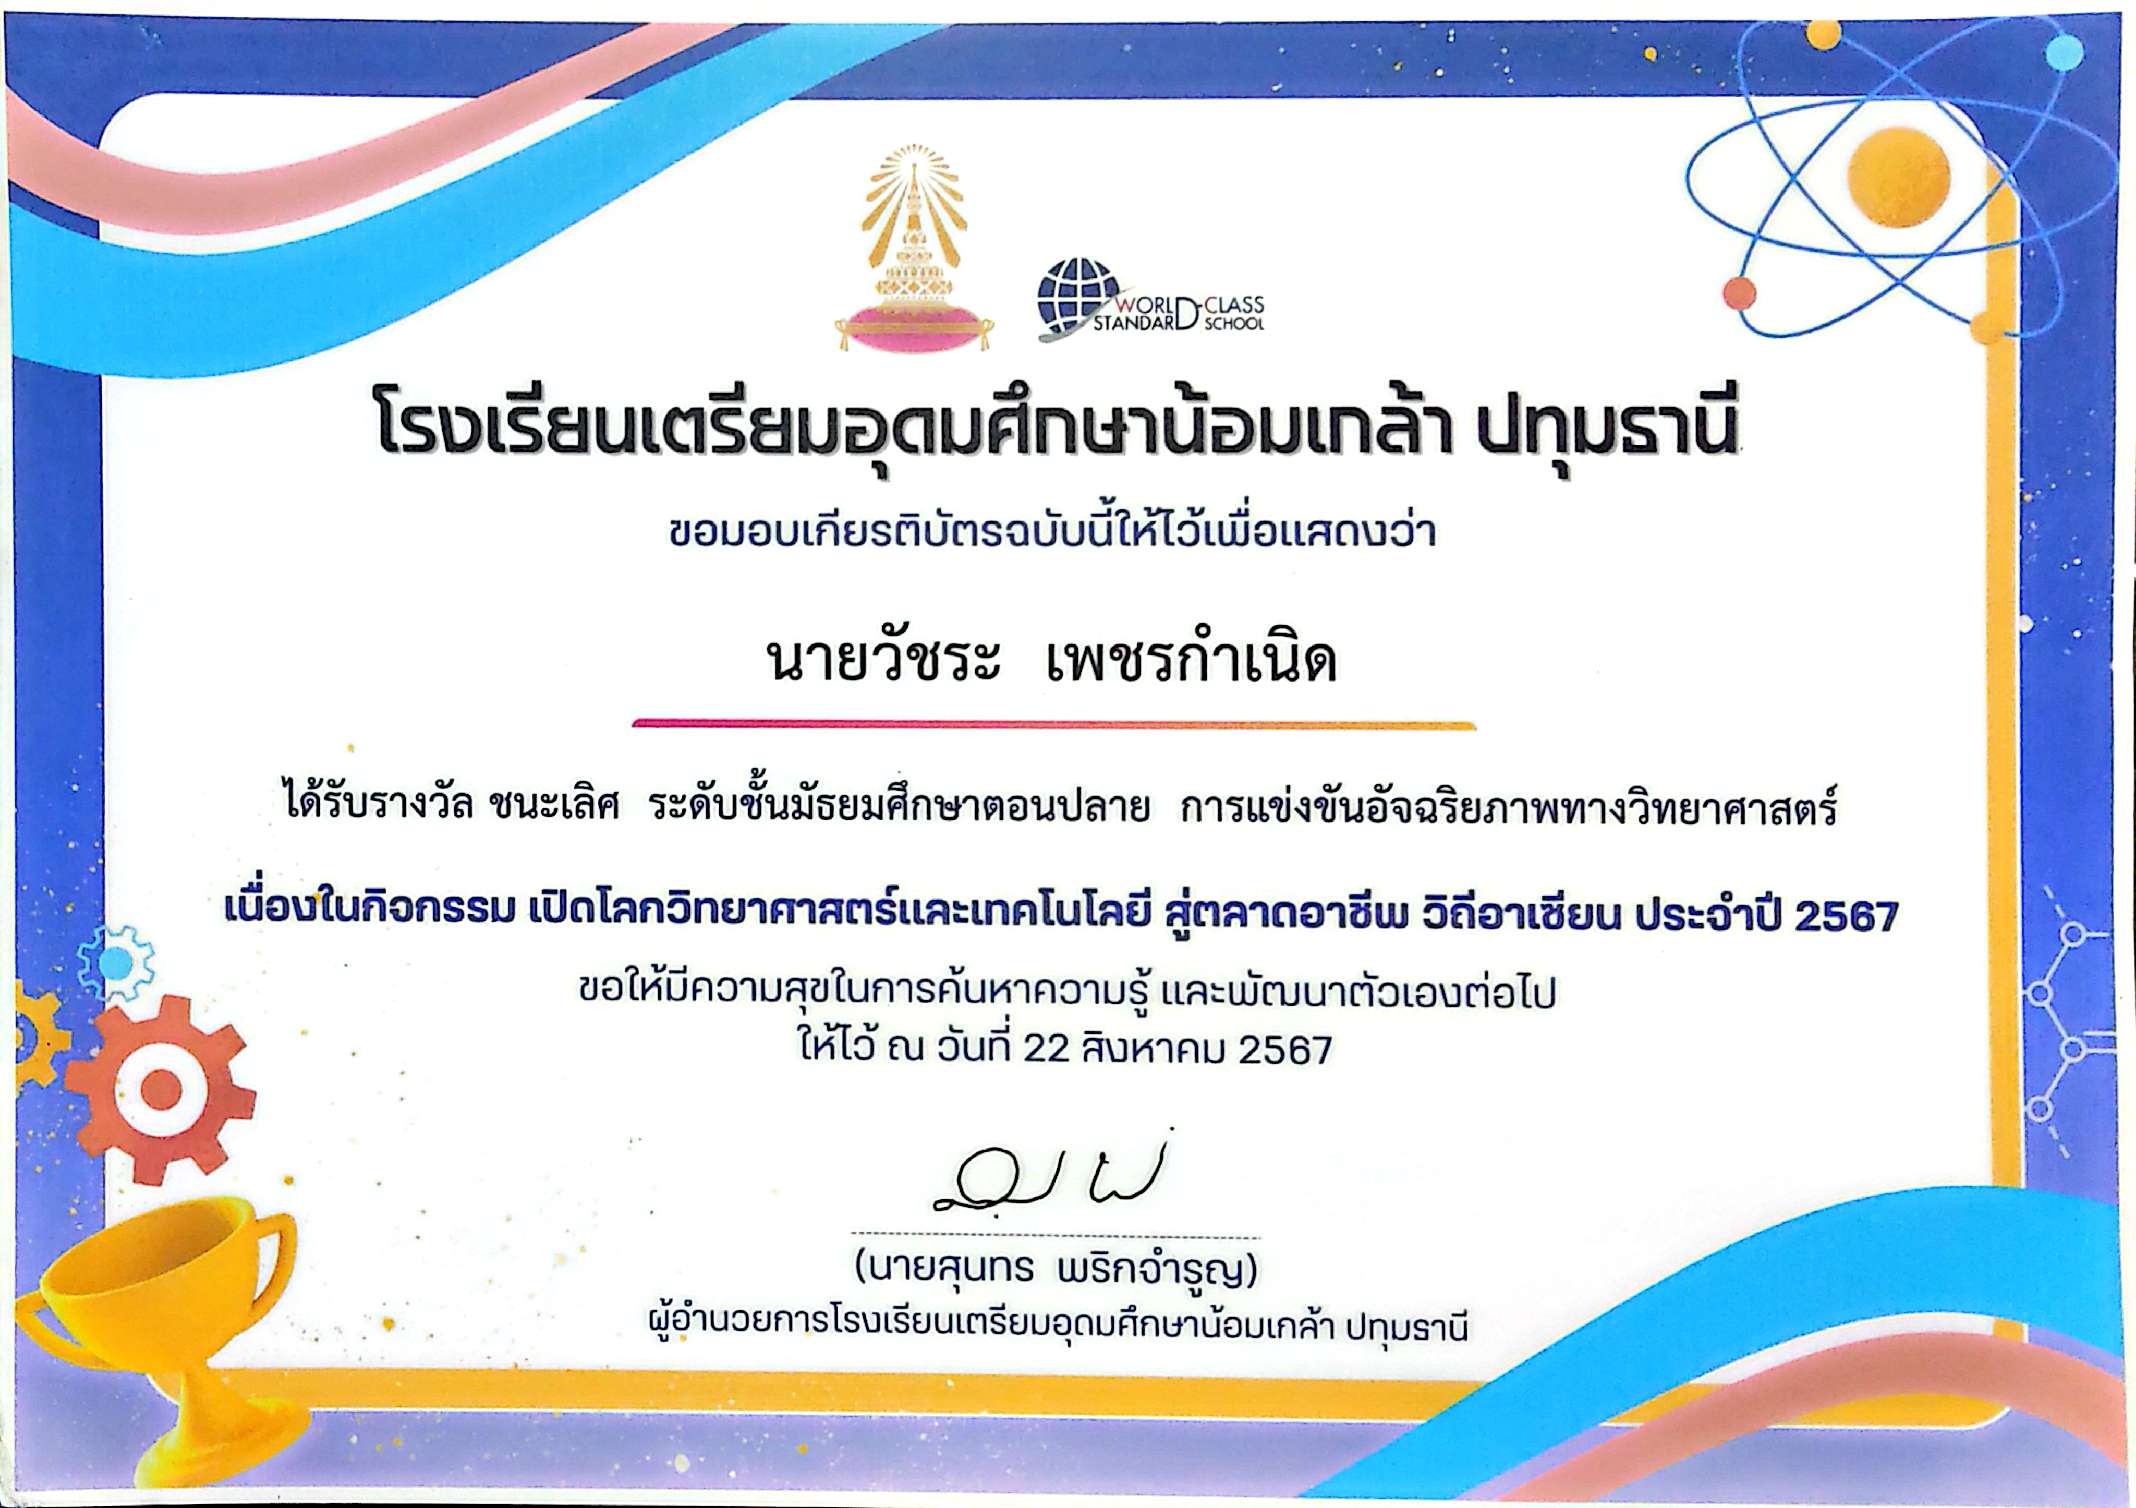 WORLD-CLASS
STANDARD SCHOOL
โรงเรียนเตรียมอุดมศึกษาน้อมเกล้า ปทุมธานี
ขอมอบเกียรติบัตรฉบับนี้ให้ไว้เพื่อแสดงว่า
นายวัชระ เพชรกำเนิด
ได้รับรางวัล ชนะเลิศ ระดับชั้นมัธยมศึกษาตอนปลาย การแข่งขันอัจฉริยภาพทางวิทยาศาสตร์
เนื่องในกิจกรรม เปิดโลกวิทยาศาสตร์และเทคโนโลยี สู่ตลาดอาชีพ วิถีอาเซียน ประจำปี 2567
ขอให้มีความสุขในการค้นหาความรู้ และพัฒนาตัวเองต่อไป
ให้ไว้ ณ วันที่ 22 สิงหาคม 2567
(นายสุนทร พริกจำรูญ)
ผู้อำนวยการโรงเรียนเตรียมอุดมศึกษาน้อมเกล้า ปทุมธานี